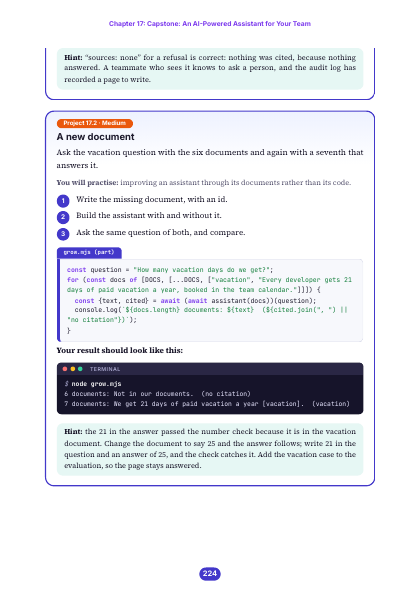 Chapter 17: Capstone: An AI-Powered Assistant for Your Team
Hint: “sources: none” for a refusal is correct: nothing was cited, because nothing
answered. A teammate who sees it knows to ask a person, and the audit log has
recorded a page to write.
Project 17.2 · Medium
A new document
Ask the vacation question with the six documents and again with a seventh that
answers it.
You will practise: improving an assistant through its documents rather than its code.
1 Write the missing document, with an id.
2 Build the assistant with and without it.
3 Ask the same question of both, and compare.
grow.mjs (part)
const question = "How many vacation days do we get?";
for (const docs of [DOCS, [...DOCS, ["vacation", "Every developer gets 21
days of paid vacation a year, booked in the team calendar."]]]) {
const {text, cited} = await (await assistant(docs))(question);
console.log(`${docs.length} documents: ${text}  (${cited.join(", ") ||
"no citation"})`);
}
Your result should look like this:
TERMINAL
$ node grow.mjs
6 documents: Not in our documents.  (no citation)
7 documents: We get 21 days of paid vacation a year [vacation].  (vacation)
Hint: the 21 in the answer passed the number check because it is in the vacation
document. Change the document to say 25 and the answer follows; write 21 in the
question and an answer of 25, and the check catches it. Add the vacation case to the
evaluation, so the page stays answered.
224